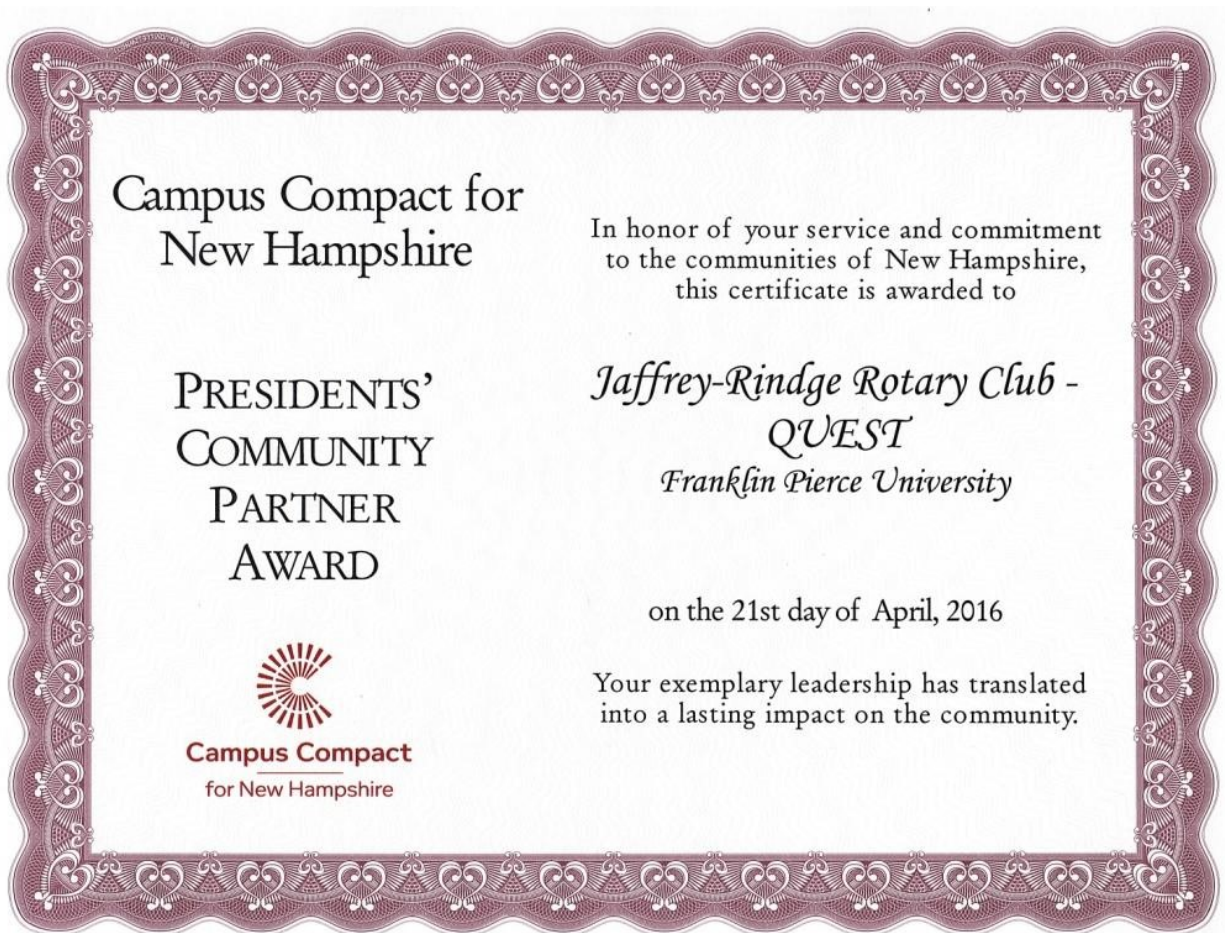 Campus Compact for
New Hampshire
PRESIDENTS'
COMMUNITY
PARTNER
AWARD
Campus Compact
for New Hampshire
In honor of your service and commitment
to the communities of New Hampshire,
this certificate is awarded to
Jaffrey-Rindge Rotary Club -
QUEST
Franklin Pierce University
on the 21st day of April, 2016
Your exemplary leadership has translated
into a lasting impact on the community.